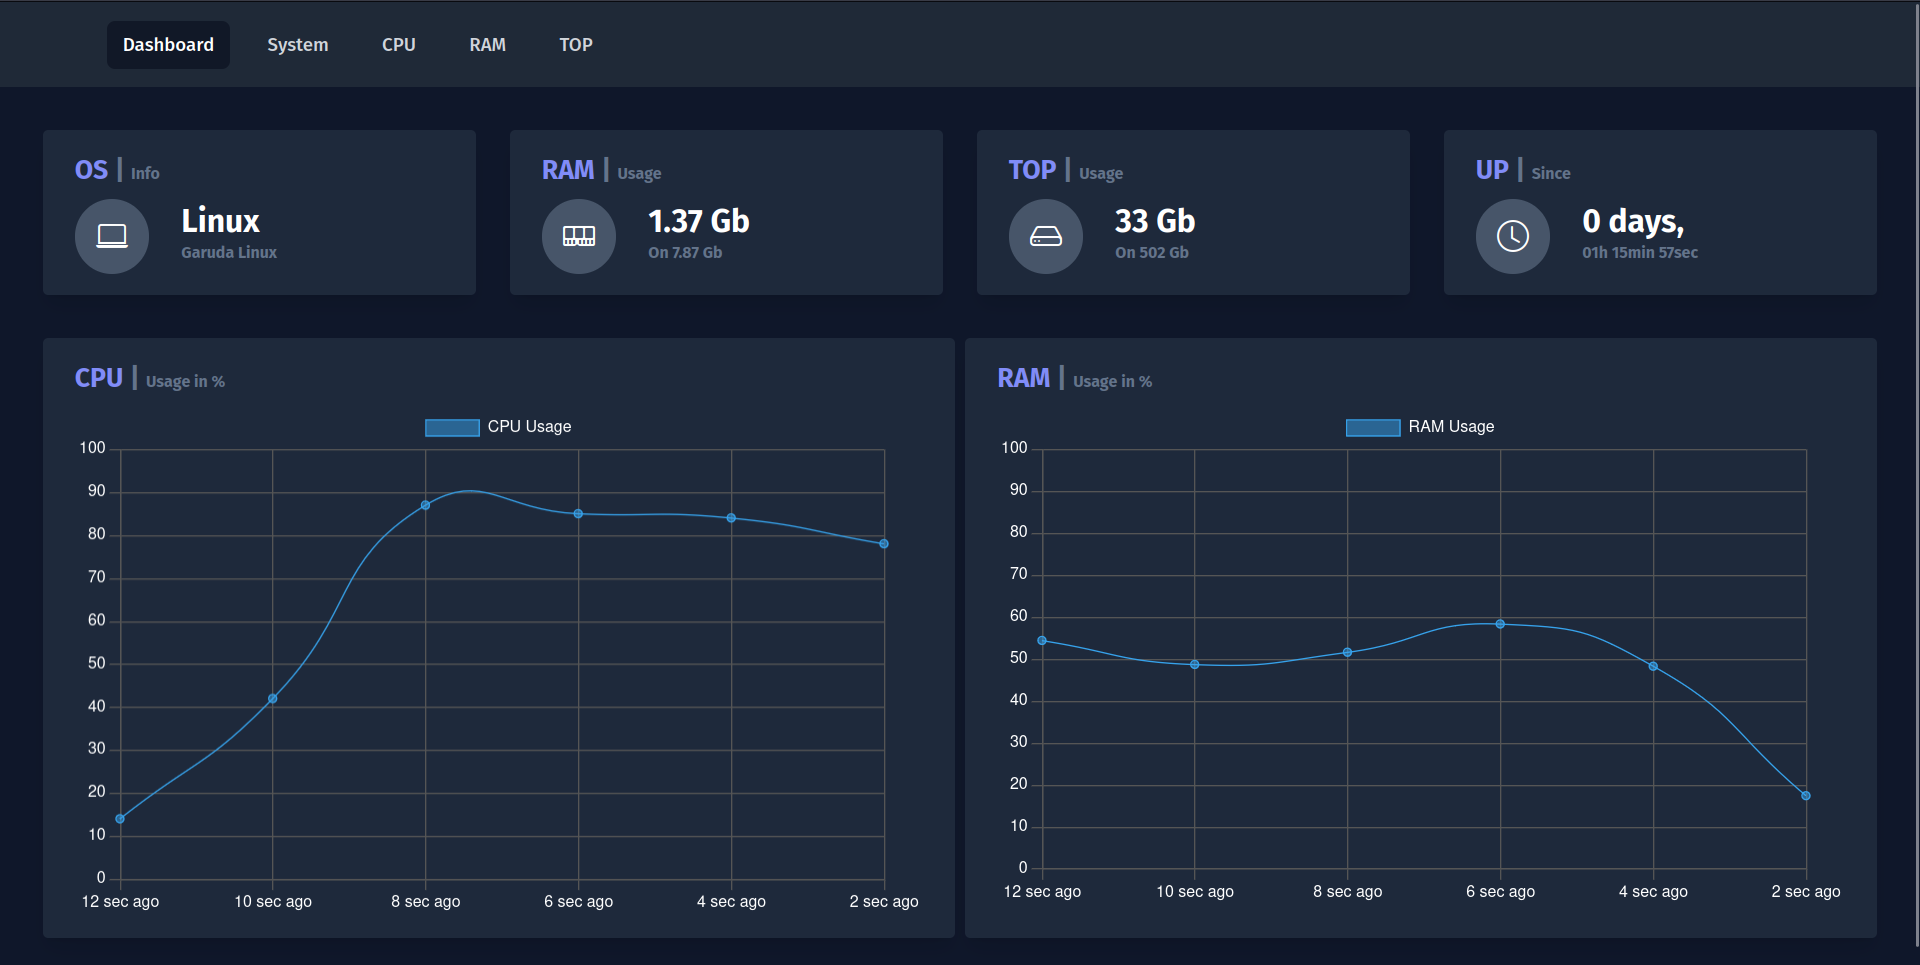 Dashboard System CPU RAM TOP
OS | Info
Linux
Garuda Linux
RAM | Usage
1.37 Gb
On 7.87 Gb
TOP | Usage
33 Gb
On 502 Gb
UP | Since
0 days,
01h 15min 57sec
CPU | Usage in %
CPU Usage
100
90
80
70
60
50
40
30
20
10
0
12 sec ago 10 sec ago 8 sec ago 6 sec ago 4 sec ago 2 sec ago
RAM | Usage in %
RAM Usage
100
90
80
70
60
50
40
30
20
10
0
12 sec ago 10 sec ago 8 sec ago 6 sec ago 4 sec ago 2 sec ago